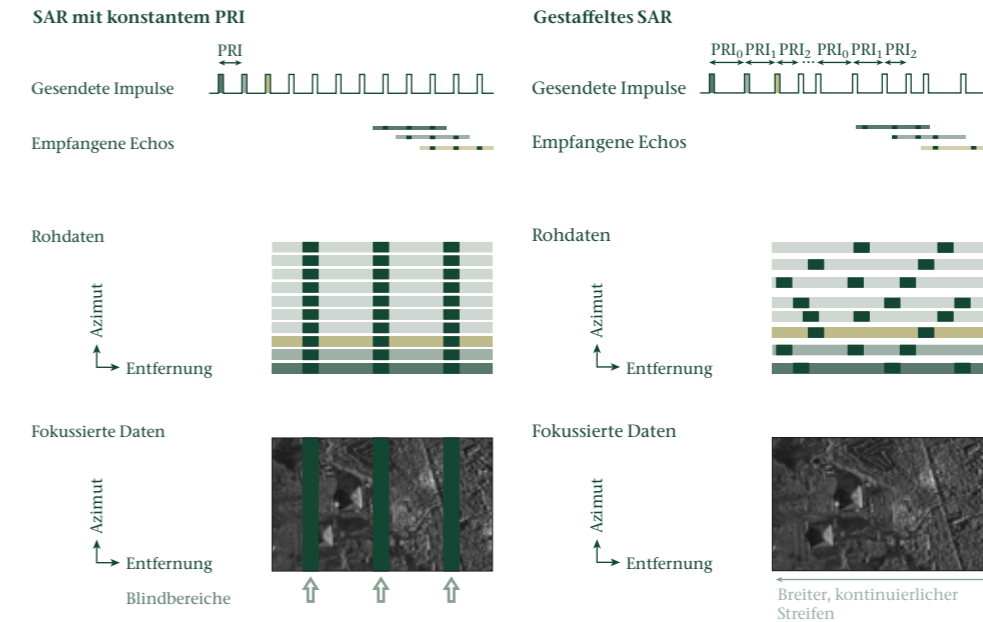 SAR mit konstantem PRI
PRI
Gesendete Impulse
Empfangene Echos
Rohdaten
Azimut
Entfernung
Fokussierte Daten
Azimut
Entfernung
Blindbereiche
Gestaffeltes SAR
PRI₀ PRI₁ PRI₂ ... PRI₀ PRI₁ PRI₂
Gesendete Impulse
Empfangene Echos
Rohdaten
Azimut
Entfernung
Fokussierte Daten
Azimut
Entfernung
Breiter, kontinuierlicher
Streifen